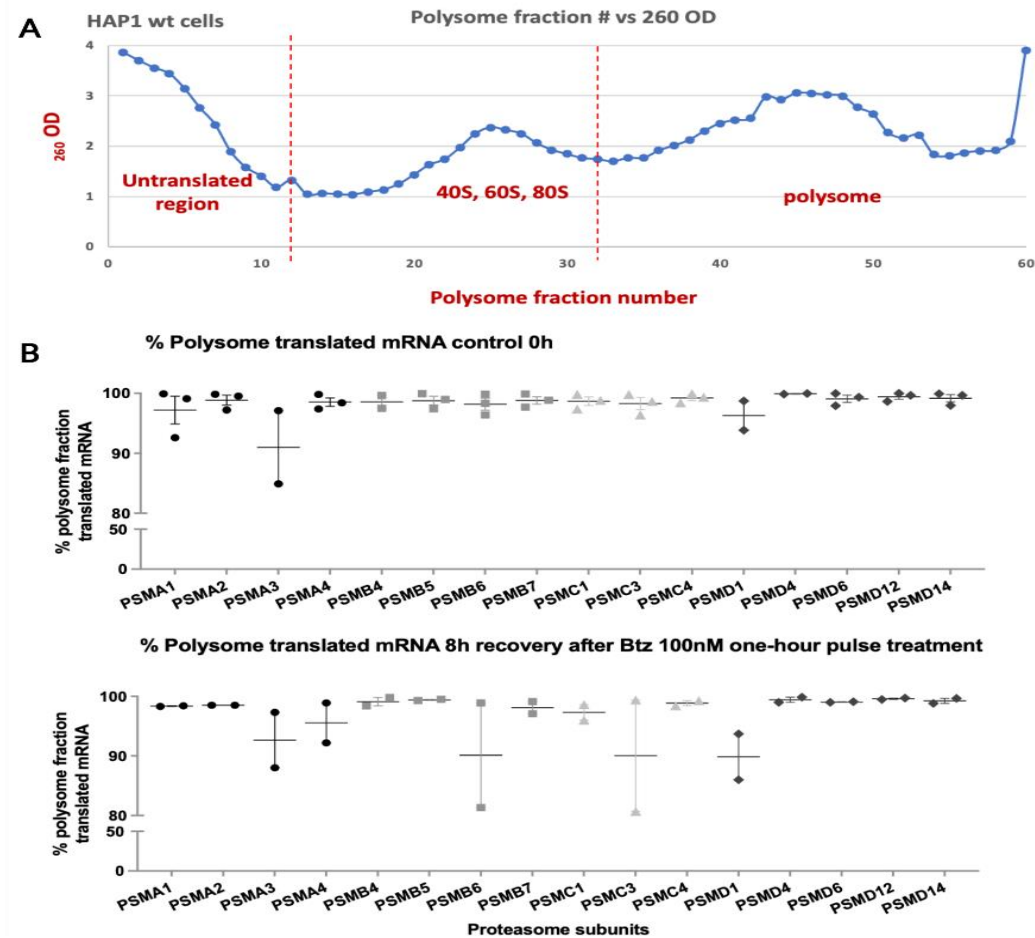 A
HAP1 wt cells
Polysome fraction # vs 260 OD
4
3
2
1
0
260 OD
Untranslated
region
40S, 60S, 80S
polysome
0 10 20 30 40 50 60
Polysome fraction number
B
% Polysome translated mRNA control 0h
% polysome fraction
translated mRNA
100
90
80
50
0
PSMA1 PSMA2 PSMA3 PSMA4 PSMB4 PSMB5 PSMB6 PSMB7 PSMC1 PSMC3 PSMC4 PSMD1 PSMD4 PSMD6 PSMD12 PSMD14
% Polysome translated mRNA 8h recovery after Btz 100nM one-hour pulse treatment
% polysome fraction
translated mRNA
100
90
80
50
0
PSMA1 PSMA2 PSMA3 PSMA4 PSMB4 PSMB5 PSMB6 PSMB7 PSMC1 PSMC3 PSMC4 PSMD1 PSMD4 PSMD6 PSMD12 PSMD14
Proteasome subunits